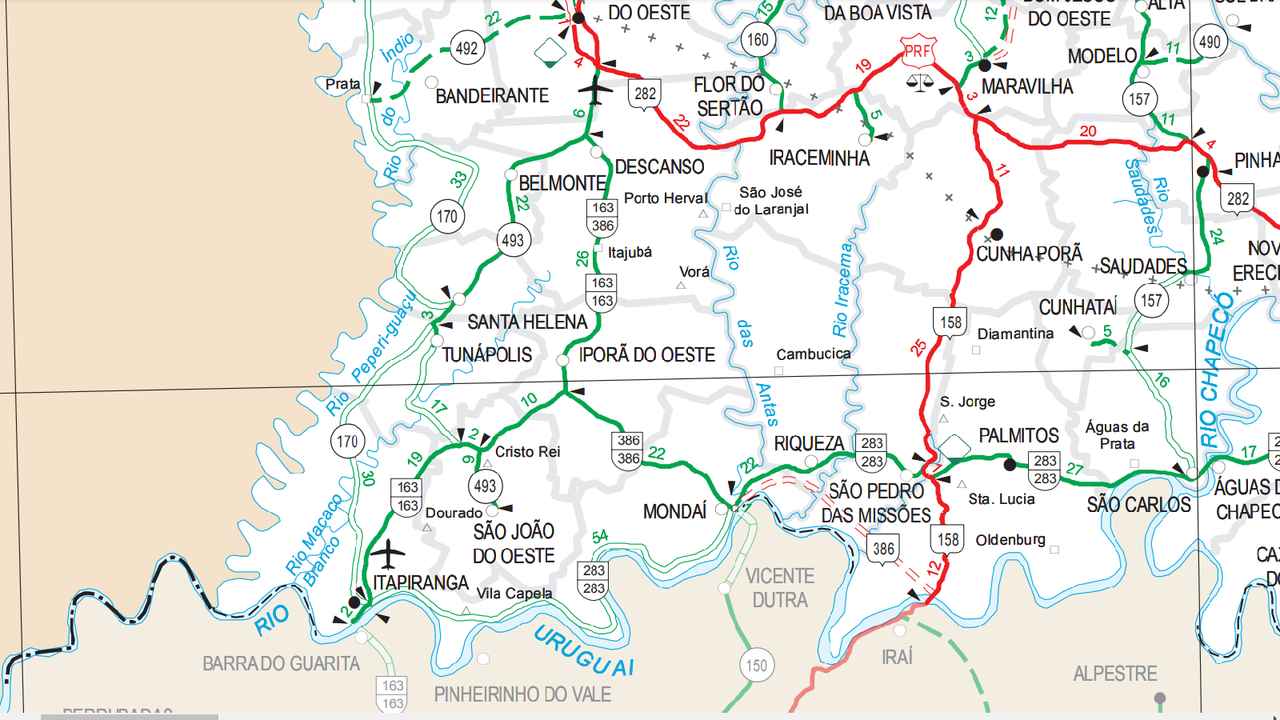 DO OESTE
DA BOA VISTA
DO OESTE
ALTA
22
15
12
492
160
490
Índio
4
PRF
3
11
MODELO
Prata
BANDEIRANTE
282
FLOR DO
SERTÃO
19
MARAVILHA
157
do
6
22
5
3
11
20
4
Rio
DESCANSO
IRACEMINHA
11
PINHA
33
BELMONTE
Porto Herval
São José
do Laranjal
Rio
Saudades
282
170
22
163
386
493
Itajubá
Rio
CUNHA PORÃ
24
NOV
26
Vorá
Rio Iracema
SAUDADES
EREC
163
163
CUNHATAÍ
157
Rio Peperi-guaçu
3
SANTA HELENA
das
158
Diamantina
5
RIO CHAPECÓ
TUNÁPOLIS
IPORÃ DO OESTE
Cambucica
25
16
17
10
Antas
S. Jorge
170
2
386
386
22
RIQUEZA
283
283
PALMITOS
Águas da
Prata
19
9
Cristo Rei
22
283
283
27
17
30
163
163
493
Sta. Lucia
SÃO CARLOS
ÁGUAS D
CHAPEC
Dourado
SÃO JOÃO
DO OESTE
MONDAÍ
SÃO PEDRO
DAS MISSÕES
Rio Macaco
Branco
54
386
158
Oldenburg
ITAPIRANGA
283
283
VICENTE
DUTRA
12
2
Vila Capela
RIO
URUGUAI
BARRA DO GUARITA
150
IRAÍ
163
163
PINHEIRINHO DO VALE
ALPESTRE